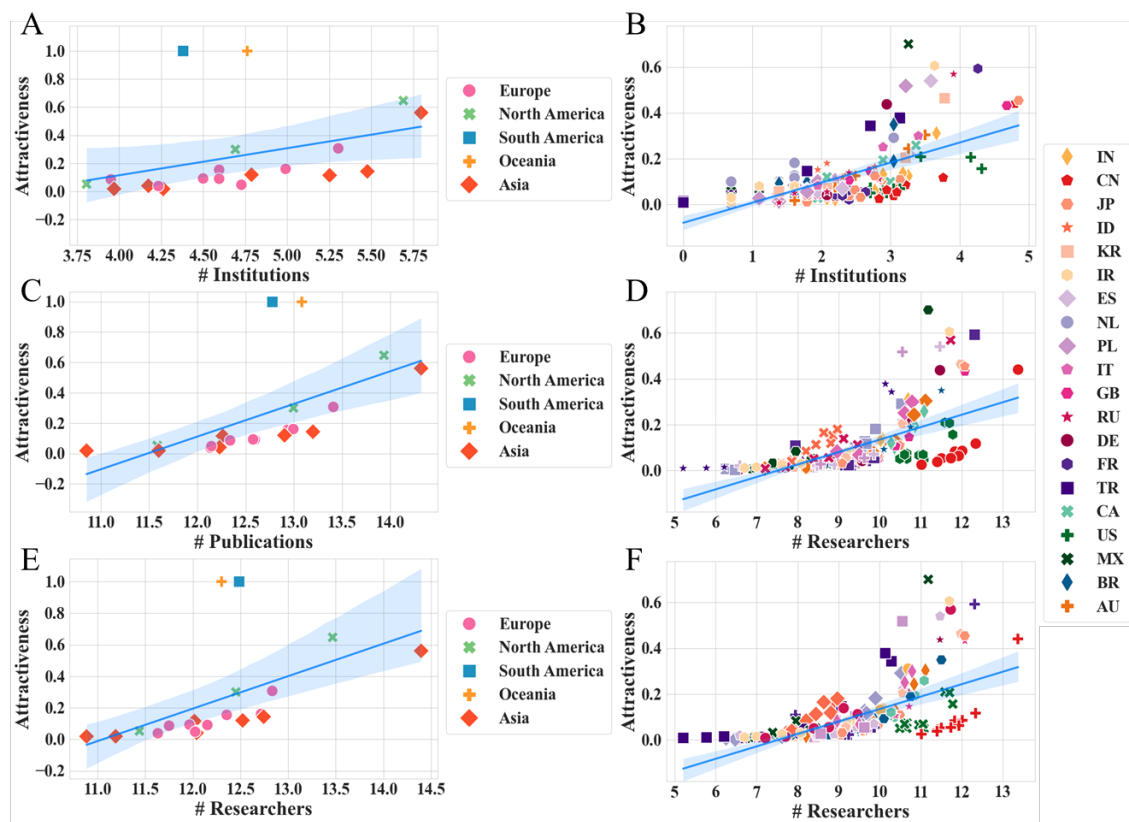 A
Attractiveness
1.0
0.8
0.6
0.4
0.2
0.0
−0.2
3.75 4.00 4.25 4.50 4.75 5.00 5.25 5.50 5.75
# Institutions
Europe
North America
South America
Oceania
Asia
B
Attractiveness
0.6
0.4
0.2
0.0
0 1 2 3 4 5
# Institutions
C
Attractiveness
1.0
0.8
0.6
0.4
0.2
0.0
−0.2
11.0 11.5 12.0 12.5 13.0 13.5 14.0
# Publications
Europe
North America
South America
Oceania
Asia
D
Attractiveness
0.6
0.4
0.2
0.0
5 6 7 8 9 10 11 12 13
# Researchers
E
Attractiveness
1.0
0.8
0.6
0.4
0.2
0.0
−0.2
11.0 11.5 12.0 12.5 13.0 13.5 14.0 14.5
# Researchers
Europe
North America
South America
Oceania
Asia
F
Attractiveness
0.6
0.4
0.2
0.0
5 6 7 8 9 10 11 12 13
# Researchers
IN
CN
JP
ID
KR
IR
ES
NL
PL
IT
GB
RU
DE
FR
TR
CA
US
MX
BR
AU